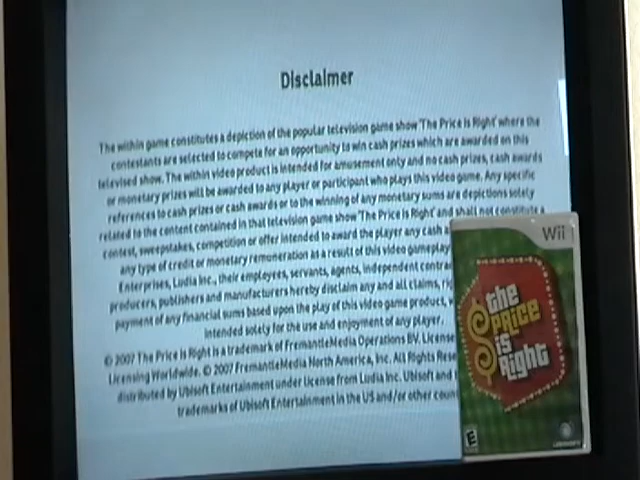 Disclaimer
The within game constitutes a depiction of the popular television game show 'The Price Is Right' where the
contestants are selected to compete for an opportunity to win cash prizes which are awarded on this
televised show. The within video product is intended for amusement only and no cash prizes, cash awards
or monetary prizes will be awarded to any player or participant who plays this video game. Any specific
references to cash prizes or cash awards or to the winning of any monetary sums are depictions solely
related to the content contained in that television game show 'The Price Is Right' and shall not constitute a
contest, sweepstakes, competition or offer intended to award the player any cash
any type of credit or monetary remuneration as a result of this video gameplay
Enterprises, Ludia Inc., their employees, servants, agents, independent
producers, publishers and manufacturers hereby disclaim any and all claims,
payment of any financial sums based upon the play of this video game product,
intended solely for the use and enjoyment of any player.
© 2007 The Price Is Right is a trademark of FremantleMedia Operations BV.
Licensing Worldwide. © 2007 FremantleMedia North America, Inc. All Rights
distributed by Ubisoft Entertainment under license from Ludia Inc. Ubisoft and
trademarks of Ubisoft Entertainment in the US and/or other
Wii
the
PRICE
is
Right
E